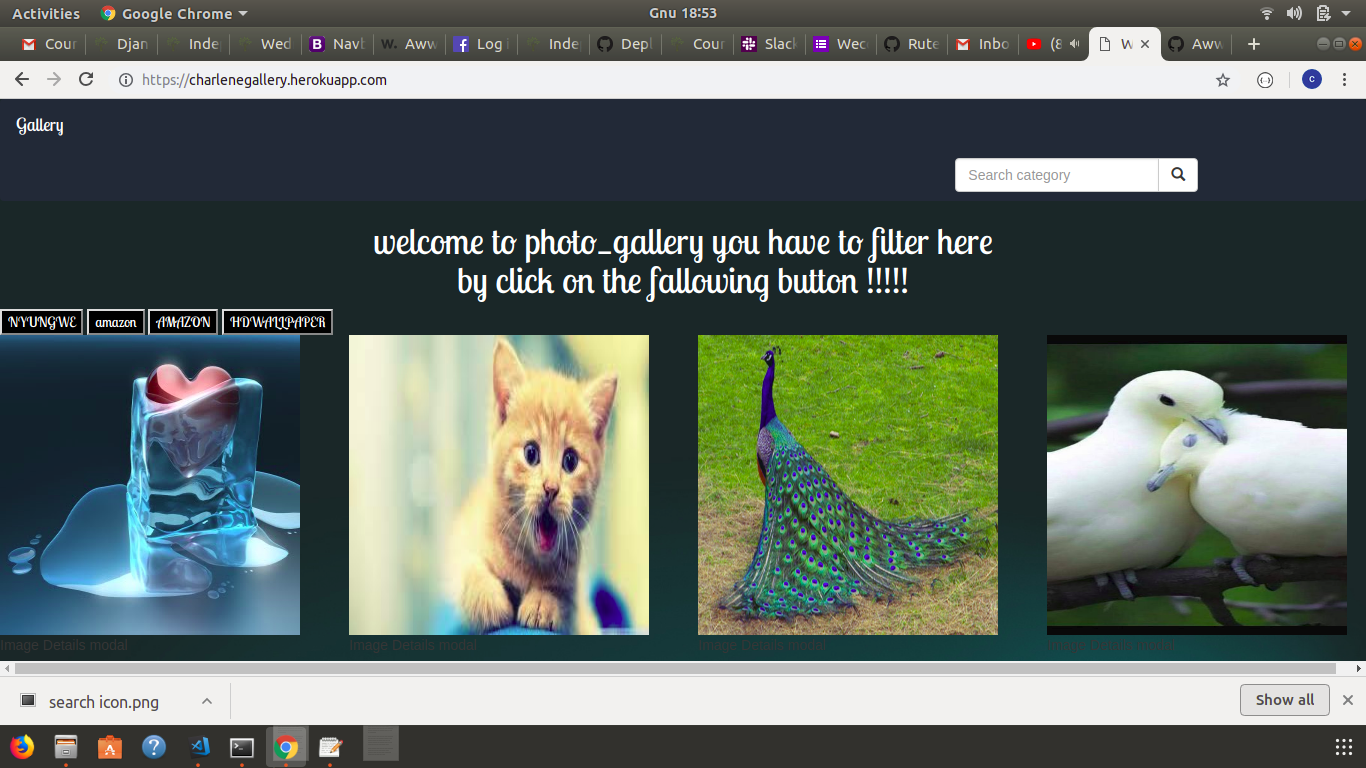 Activities Google Chrome Gnu 18:53
Cour Djan Inde Wed Navb W. Aww Log i Inde Depl Cour Slack Wec Rute Inbo (8 W Aww
https://charlenegallery.herokuapp.com C
Gallery
Search category
welcome to photo_gallery you have to filter here
by click on the fallowing button !!!!!
NYUNGWE amazon AMAZON HDWALLPAPER
Image Details modal Image Details modal Image Details modal Image Details modal
search icon.png Show all